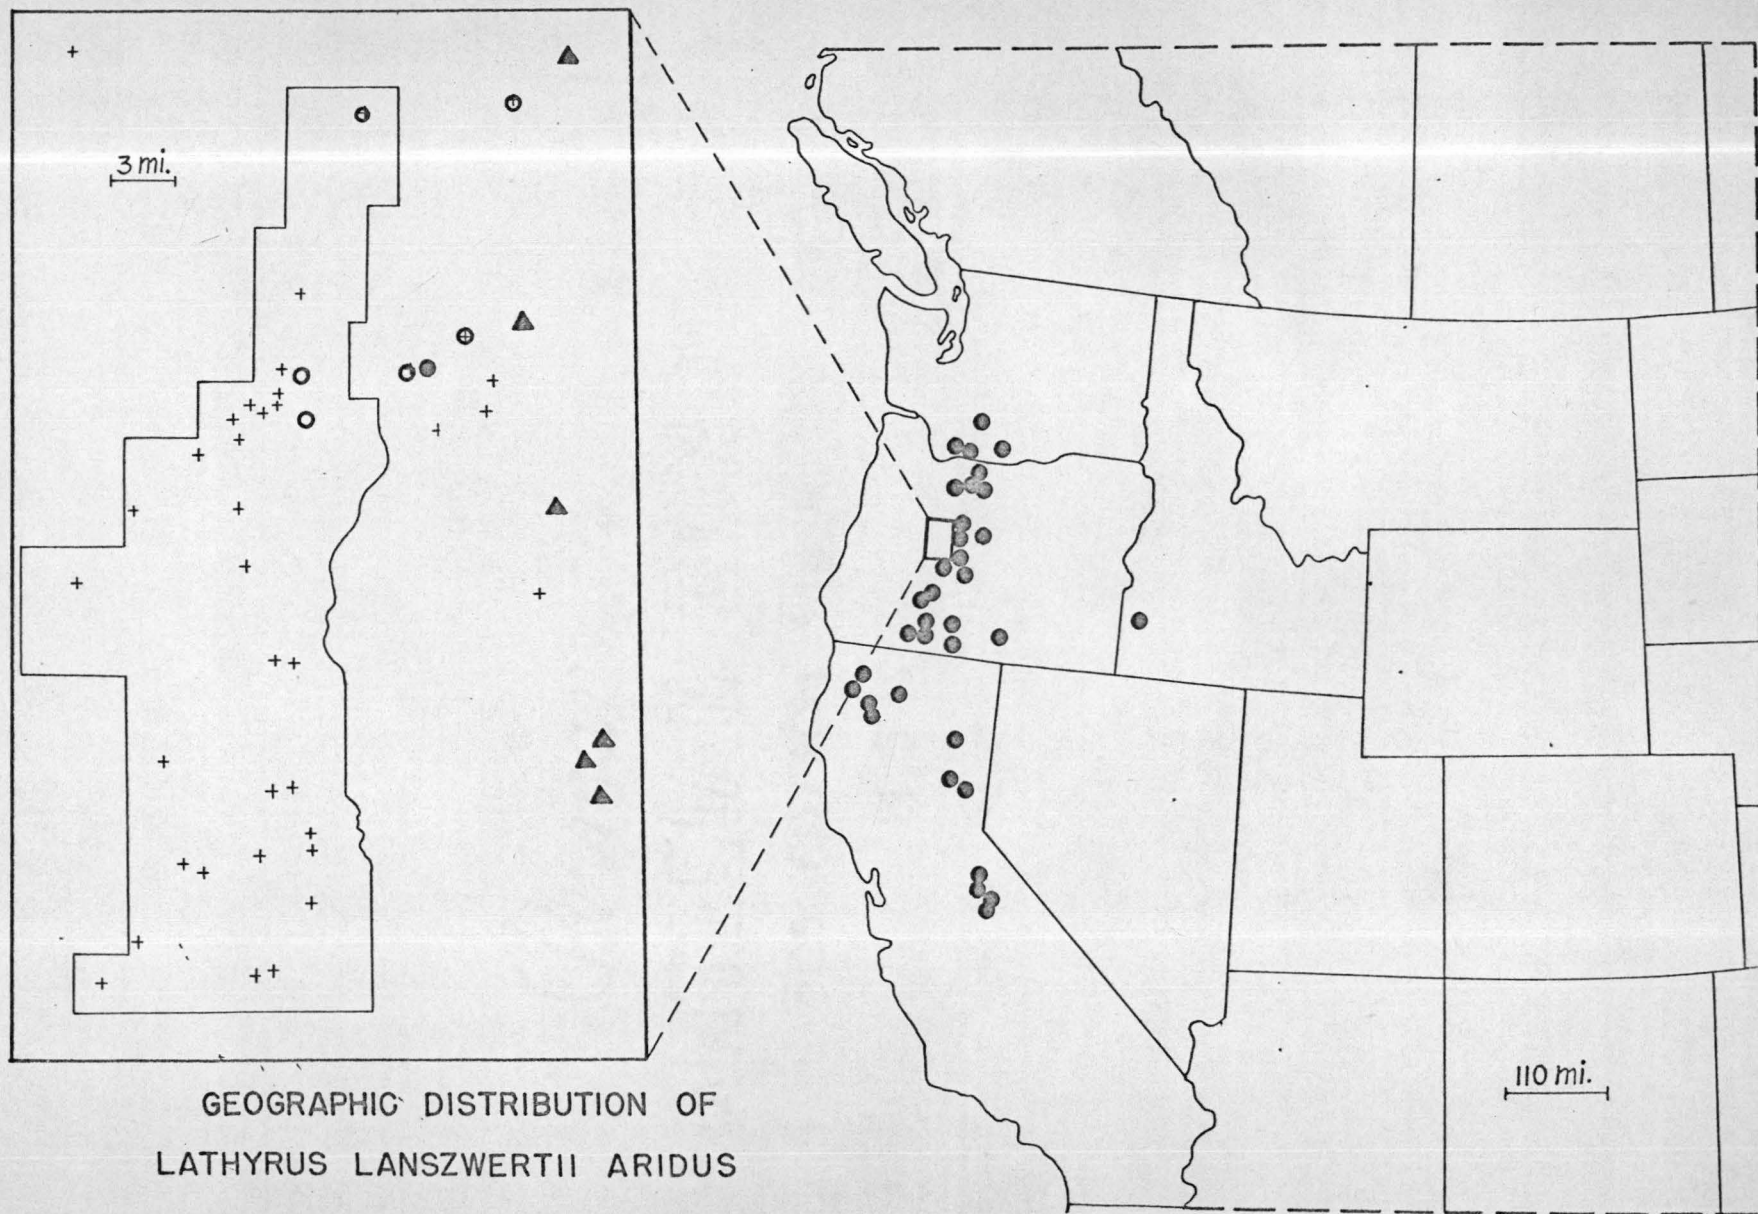 3 mi.
110 mi.
GEOGRAPHIC DISTRIBUTION OF
LATHYRUS LANSZWERTII ARIDUS